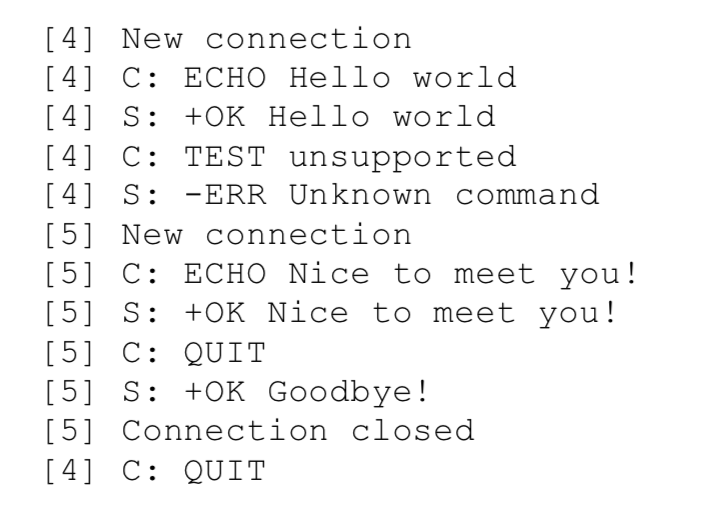 [4] New connection
[4] C: ECHO Hello world
[4] S: +OK Hello world
[4] C: TEST unsupported
[4] S: -ERR Unknown command
[5] New connection
[5] C: ECHO Nice to meet you!
[5] S: +OK Nice to meet you!
[5] C: QUIT
[5] S: +OK Goodbye!
[5] Connection closed
[4] C: QUIT